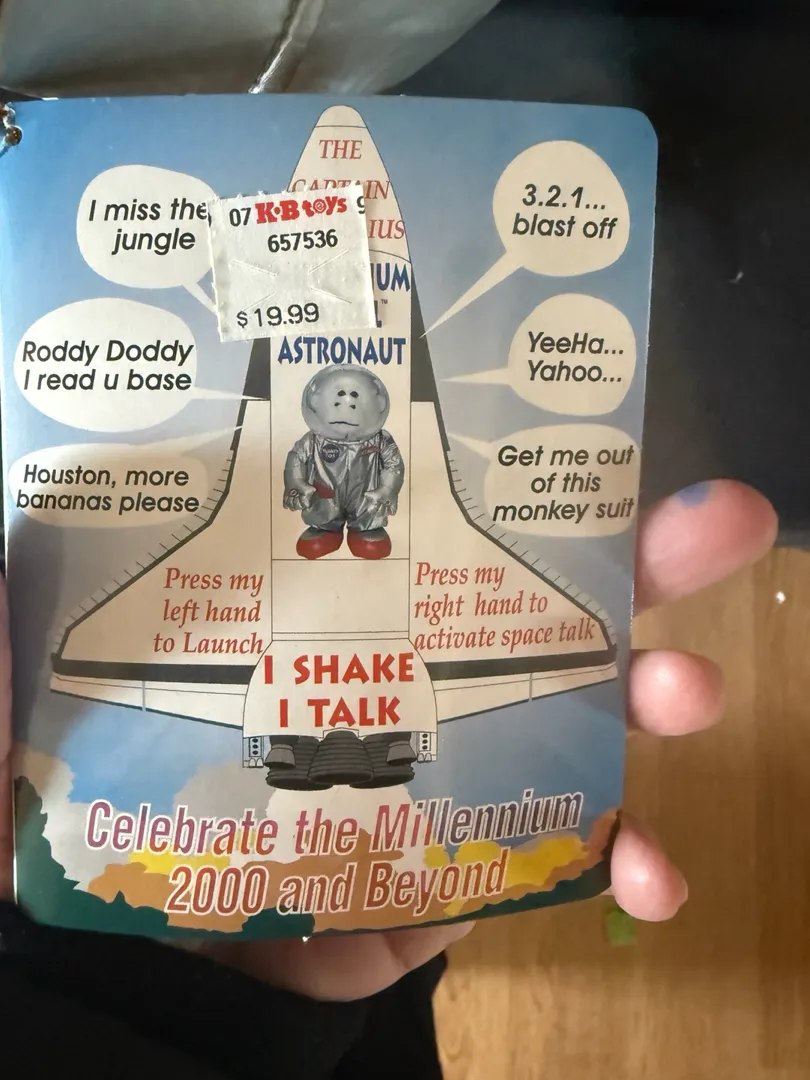 THE
I miss the
jungle
07 K·B toys 9
657536
$19.99
3.2.1...
blast off
Roddy Doddy
I read u base
ASTRONAUT
YeeHa...
Yahoo...
Houston, more
bananas please
Get me out
of this
monkey suit
Press my
left hand
to Launch
Press my
right hand to
activate space talk
I SHAKE
I TALK
Celebrate the Millennium
2000 and Beyond